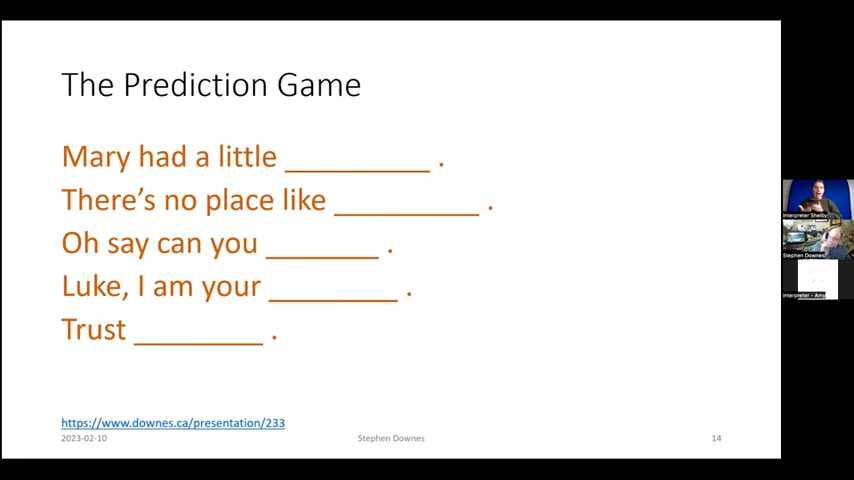 The Prediction Game
Mary had a little __________ .
There's no place like __________ .
Oh say can you ________ .
Luke, I am your _________ .
Trust _________ .
https://www.downes.ca/presentation/233
2023-02-10
Stephen Downes
14
Interpreter Shelby
Stephen Downes
Interpreter - Amy